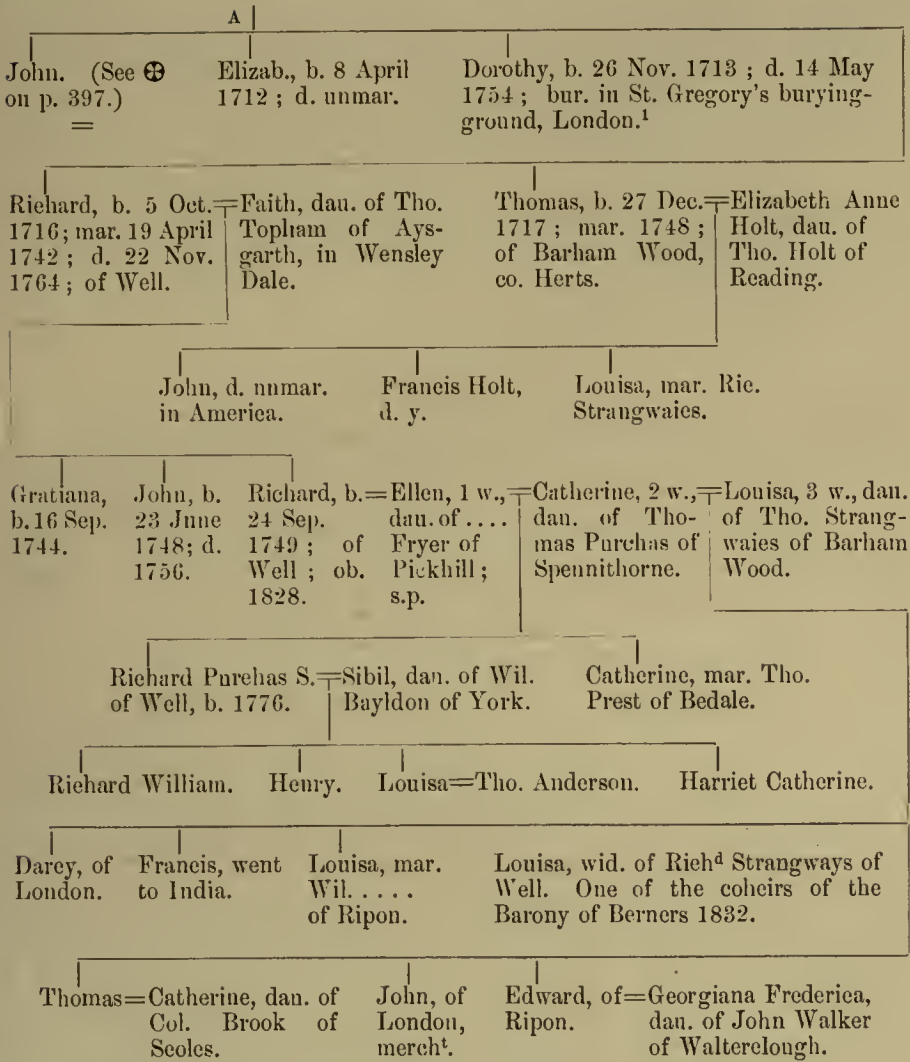 A
John. (See ✠
on p. 397.)
=
Elizab., b. 8 April
1712 ; d. unmar.
Dorothy, b. 26 Nov. 1713 ; d. 14 May
1754 ; bur. in St. Gregory's burying-
ground, London.¹
Richard, b. 5 Oct.
1716 ; mar. 19 April
1742 ; d. 22 Nov.
1764 ; of Well.
=Faith, dau. of Tho.
Topham of Ays-
garth, in Wensley
Dale.
Thomas, b. 27 Dec.
1717 ; mar. 1748 ;
of Barham Wood,
co. Herts.
=Elizabeth Anne
Holt, dau. of
Tho. Holt of
Reading.
John, d. unmar.
in America.
Francis Holt,
d. y.
Louisa, mar. Ric.
Strangwaies.
Gratiana,
b. 16 Sep.
1744.
John, b.
23 June
1748; d.
1756.
Richard, b.
24 Sep.
1749 ; of
Well ; ob.
1828.
=Ellen, 1 w.,
dau. of ....
Fryer of
Pickhill ;
s.p.
=Catherine, 2 w.,
dan. of Tho-
mas Purchas of
Spennithorne.
=Louisa, 3 w., dau.
of Tho. Strang-
waies of Barham
Wood.
Richard Purchas S.
of Well, b. 1776.
=Sibil, dau. of Wil.
Bayldon of York.
Catherine, mar. Tho.
Prest of Bedale.
Richard William.
Henry.
Louisa=Tho. Anderson.
Harriet Catherine.
Darcy, of
London.
Francis, went
to India.
Louisa, mar.
Wil. . . . .
of Ripon.
Louisa, wid. of Richᵈ Strangways of
Well. One of the coheirs of the
Barony of Berners 1832.
Thomas=Catherine, dau. of
Col. Brook of
Scoles.
John, of
London,
merchᵗ.
Edward, of
Ripon.
=Georgiana Frederica,
dau. of John Walker
of Walterclough.